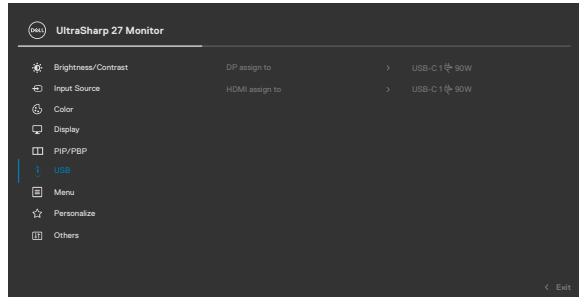 DELL UltraSharp 27 Monitor
Brightness/Contrast DP assign to > USB-C 1 90W
Input Source HDMI assign to > USB-C 1 90W
Color
Display
PIP/PBP
USB
Menu
Personalize
Others
< Exit